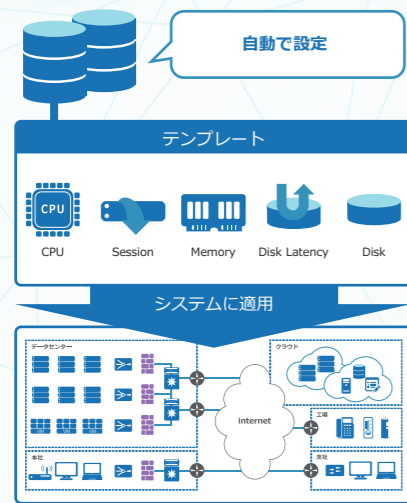 自動で設定
テンプレート
CPU
CPU
Session
Memory
Disk Latency
Disk
システムに適用
データセンター
クラウド
internet
工場
本社
支社